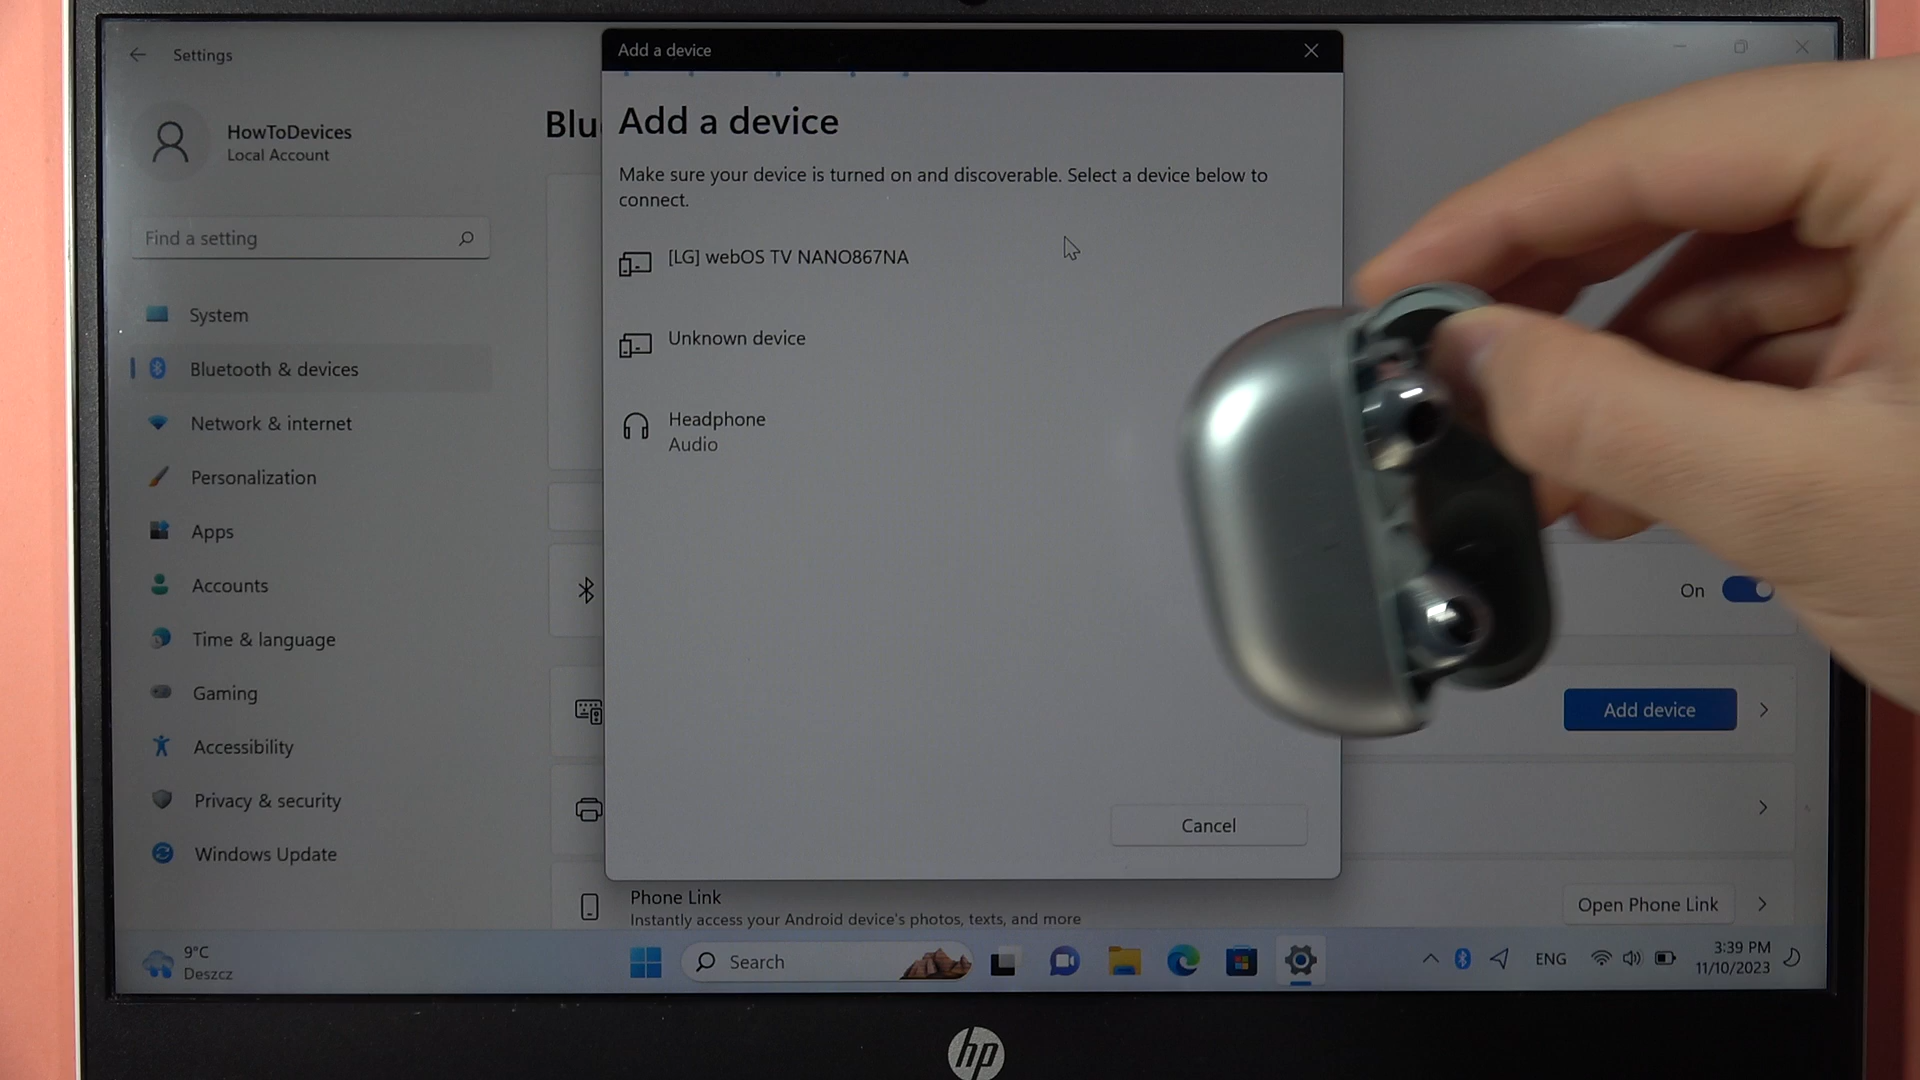 Settings
HowToDevices
Local Account
Find a setting
System
Bluetooth & devices
Network & internet
Personalization
Apps
Accounts
Time & language
Gaming
Accessibility
Privacy & security
Windows Update
Blu
Add a device
Add a device
Make sure your device is turned on and discoverable. Select a device below to
connect.
[LG] webOS TV NANO867NA
Unknown device
Headphone
Audio
Cancel
On
Add device
Phone Link
Instantly access your Android device's photos, texts, and more
Open Phone Link
9°C
Deszcz
Search
ENG
3:39 PM
11/10/2023
hp